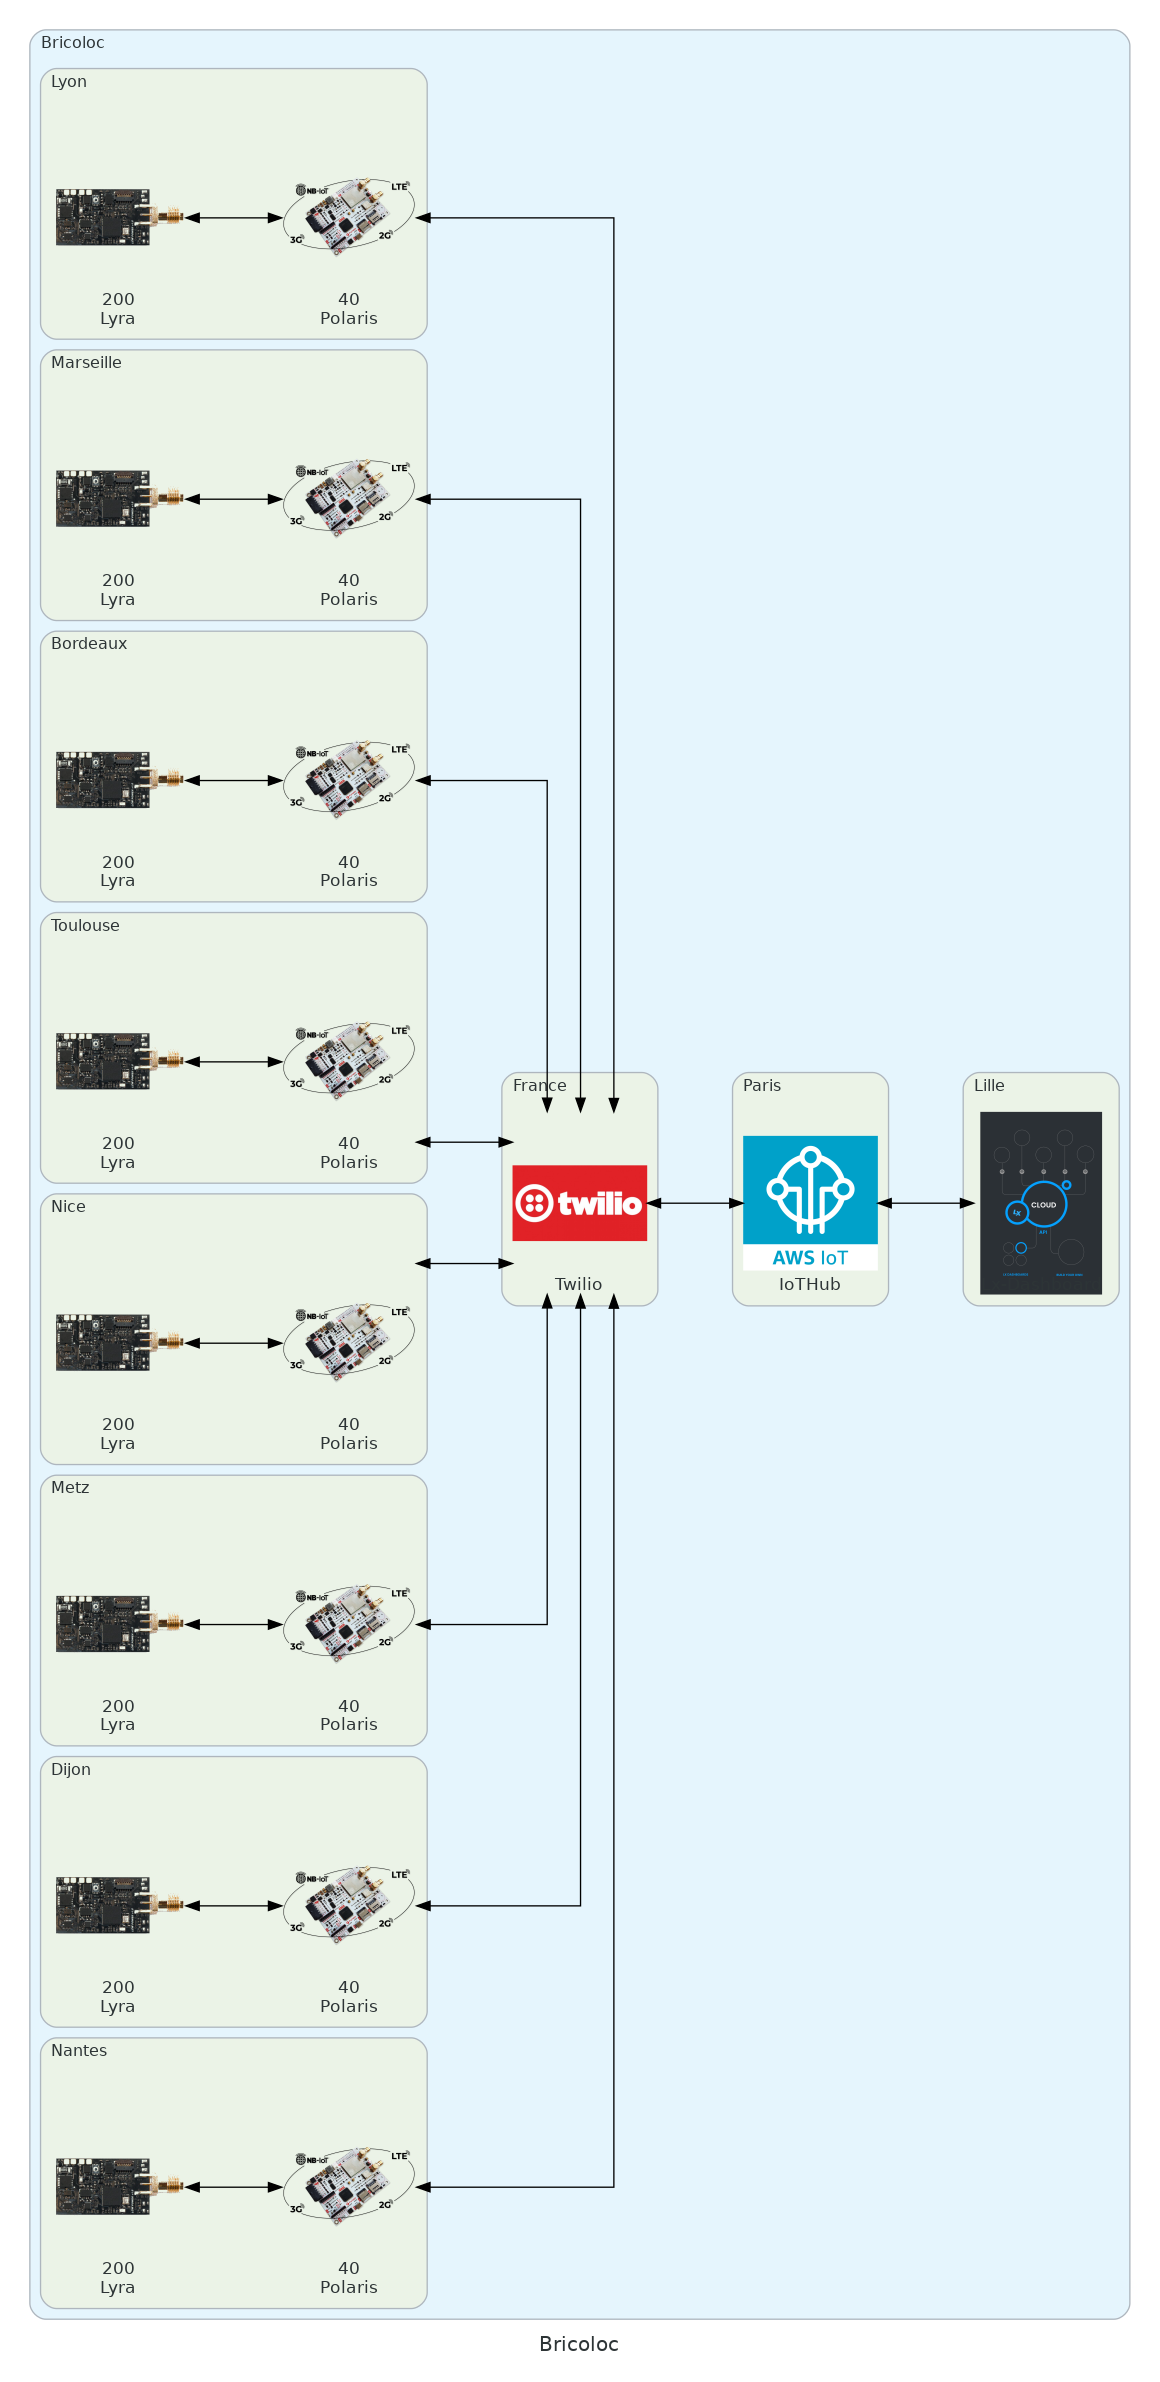 Bricoloc
Lyon
NB-IoT
LTE
3G
2G
200
Lyra
40
Polaris
Marseille
NB-IoT
LTE
3G
2G
200
Lyra
40
Polaris
Bordeaux
NB-IoT
LTE
3G
2G
200
Lyra
40
Polaris
Toulouse
NB-IoT
LTE
3G
2G
200
Lyra
40
Polaris
France
twilio
Twilio
Paris
AWS IoT
IoTHub
Lille
CLOUD
API
Nice
NB-IoT
LTE
3G
2G
200
Lyra
40
Polaris
Metz
NB-IoT
LTE
3G
2G
200
Lyra
40
Polaris
Dijon
NB-IoT
LTE
3G
2G
200
Lyra
40
Polaris
Nantes
NB-IoT
LTE
3G
2G
200
Lyra
40
Polaris
Bricoloc